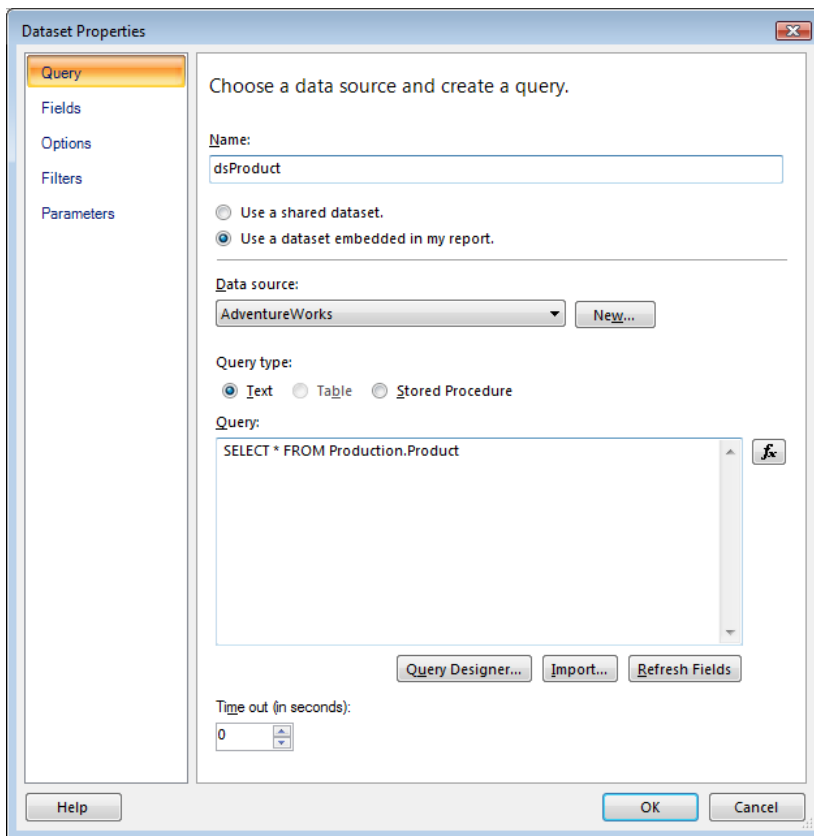 Dataset Properties
Query
Fields
Options
Filters
Parameters
Choose a data source and create a query.
Name:
dsProduct
Use a shared dataset.
Use a dataset embedded in my report.
Data source:
AdventureWorks
New...
Query type:
Text Table Stored Procedure
Query:
SELECT * FROM Production.Product
fx
Query Designer... Import... Refresh Fields
Time out (in seconds):
0
Help OK Cancel